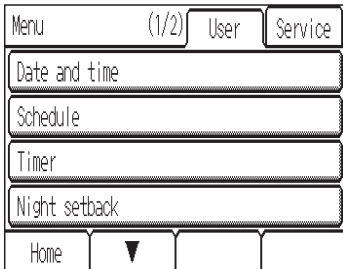 Menu (1/2) User Service
Date and time
Schedule
Timer
Night setback
Home ▼